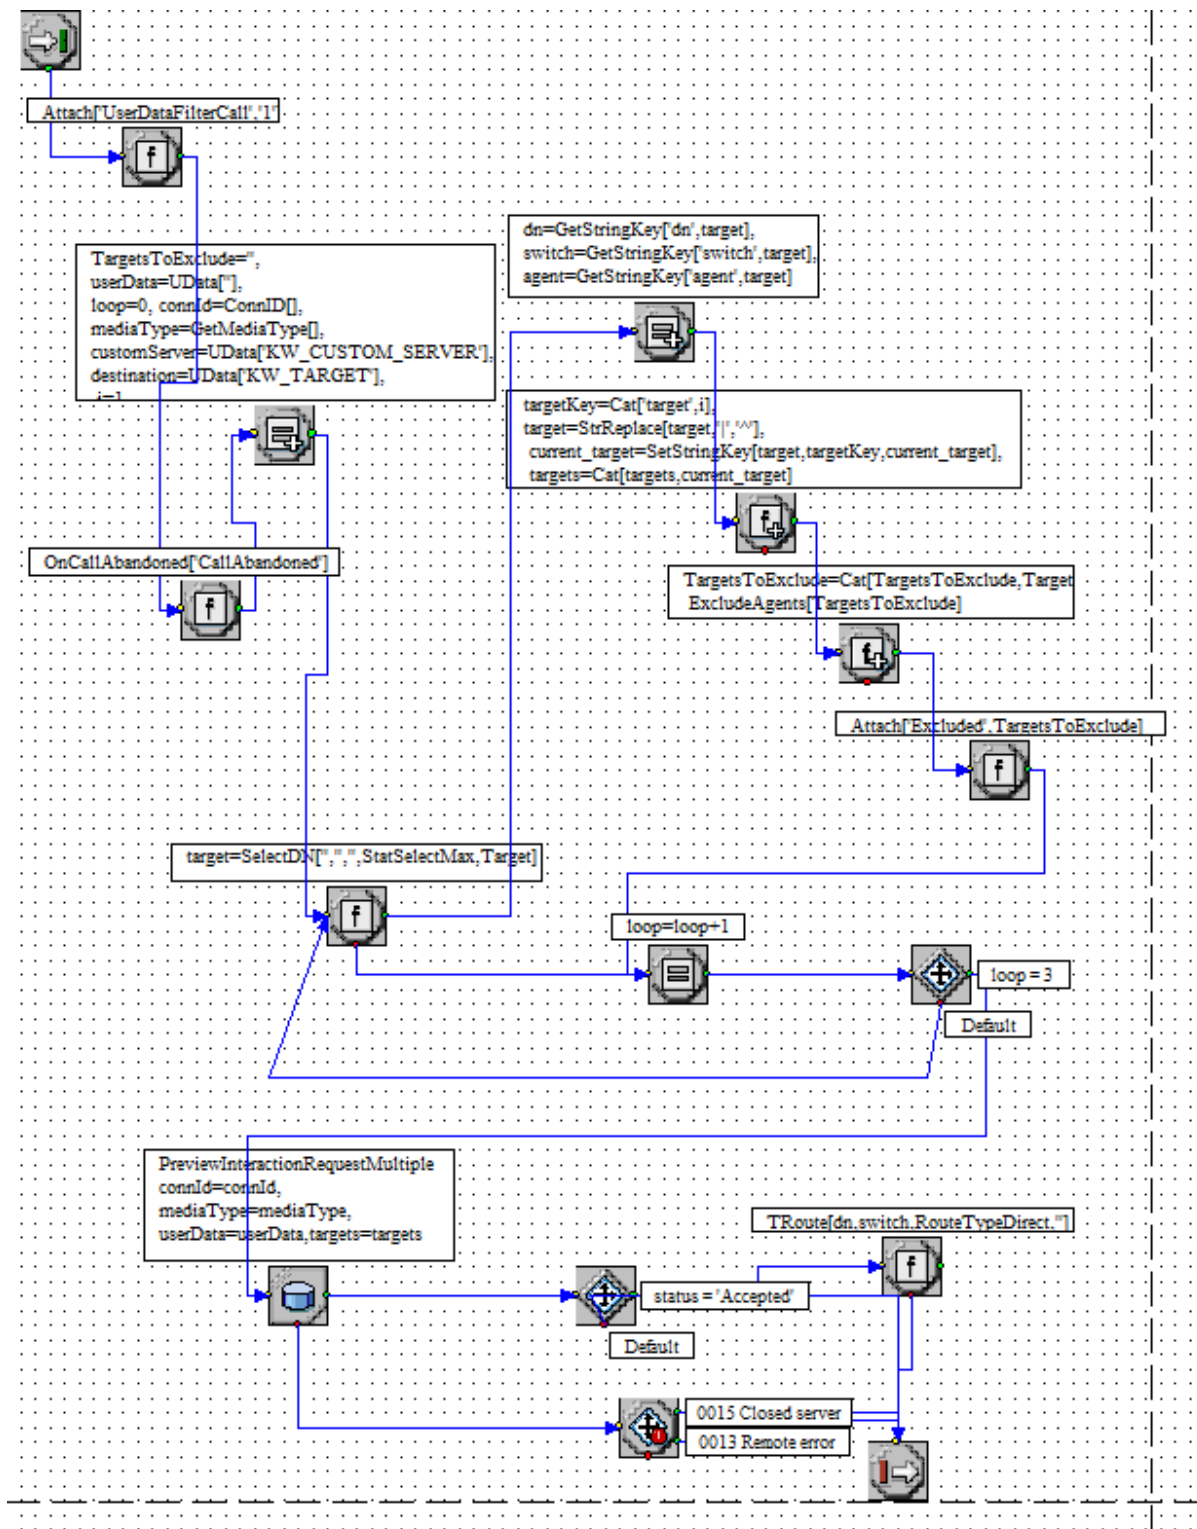 Attach['UserDataFilterCall','1'
f
dn=GetStringKey['dn',target],
switch=GetStringKey['switch',target],
agent=GetStringKey['agent',target]
TargetsToExclude='',
userData=UData[''],
loop=0, connId=ConnID[],
mediaType=GetMediaType[],
customServer=UData['KW_CUSTOM_SERVER'],
destination=UData['KW_TARGET'],
i=1
targetKey=Cat['target',i],
target=StrReplace[target,'|','^'],
current_target=SetStringKey[target,targetKey,current_target],
targets=Cat[targets,current_target]
f
OnCallAbandoned['CallAbandoned']
f
TargetsToExclude=Cat[TargetsToExclude,Target
ExcludeAgents[TargetsToExclude]
f
Attach['Excluded',TargetsToExclude]
f
target=SelectDN['','','',StatSelectMax,Target]
f
loop=loop+1
loop = 3
Default
PreviewInteractionRequestMultiple
connId=connId,
mediaType=mediaType,
userData=userData,targets=targets
TRoute[dn,switch,RouteTypeDirect,'']
f
status = 'Accepted'
Default
0015 Closed server
0013 Remote error